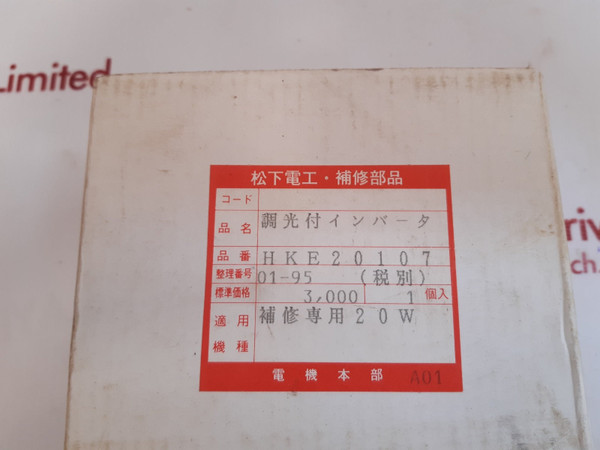 Limited
松下電工・補修部品
コード
品名 調光付インバータ
品番 HKE20107
整理番号 01-95 (税別)
標準価格 3,000 1 個入
適用機種 補修専用20W
電機本部 A01